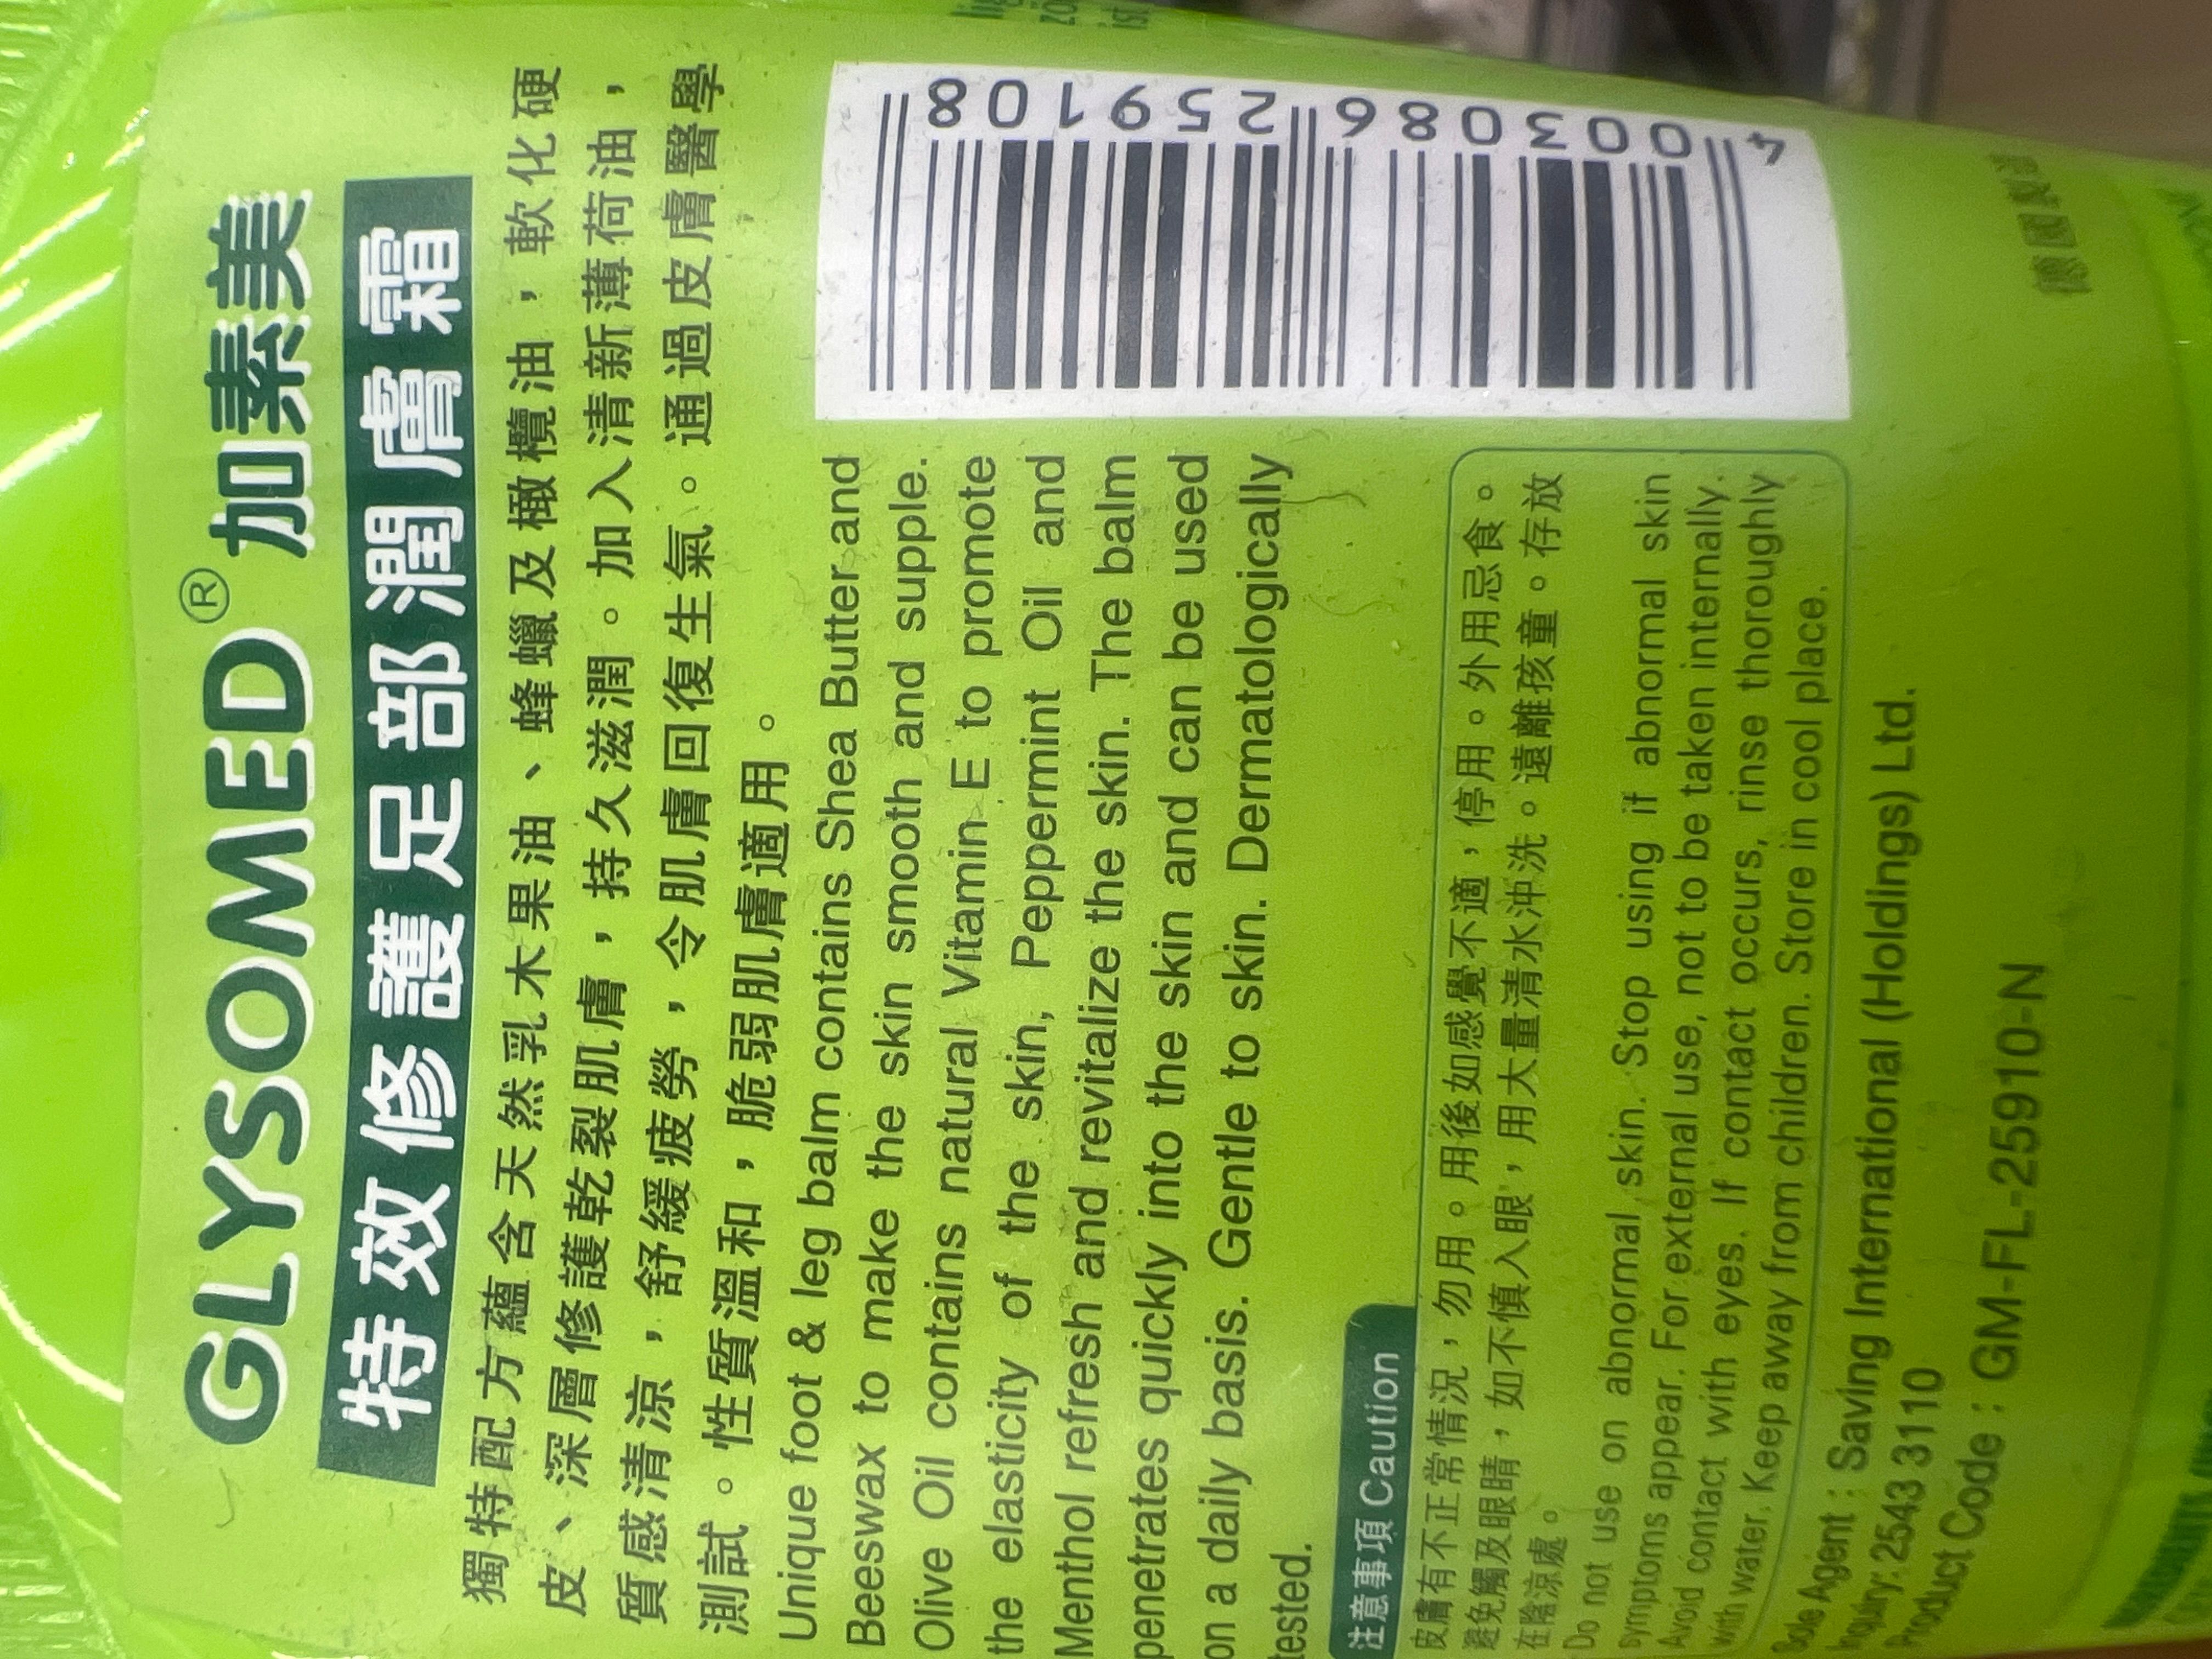 GLYSOMED® 加素美
特效修護足部潤膚霜
獨特配方蘊含天然乳木果油、蜂蠟及橄欖油，軟化硬
皮、深層修護乾裂肌膚，持久滋潤。加入清新薄荷油，
質感清涼，舒緩疲勞，令肌膚回復生氣。通過皮膚醫學
測試。性質溫和，脆弱肌膚適用。
Unique foot & leg balm contains Shea Butter and
Beeswax to make the skin smooth and supple.
Olive Oil contains natural Vitamin E to promote
the elasticity of the skin, Peppermint Oil and
Menthol refresh and revitalize the skin. The balm
penetrates quickly into the skin and can be used
on a daily basis. Gentle to skin. Dermatologically
tested.
4 003086 259108
注意事項 Caution
皮膚有不正常情況，勿用。用後如感覺不適，停用。外用忌食。
避免觸及眼睛，如不慎入眼，用大量清水沖洗。遠離孩童。存放
在陰涼處。
Do not use on abnormal skin. Stop using if abnormal skin
symptoms appear. For external use, not to be taken internally.
Avoid contact with eyes. If contact occurs, rinse thoroughly
with water. Keep away from children. Store in cool place.
Sole Agent : Saving International (Holdings) Ltd.
Inquiry: 2543 3110
Product Code : GM-FL-25910-N
德國製造